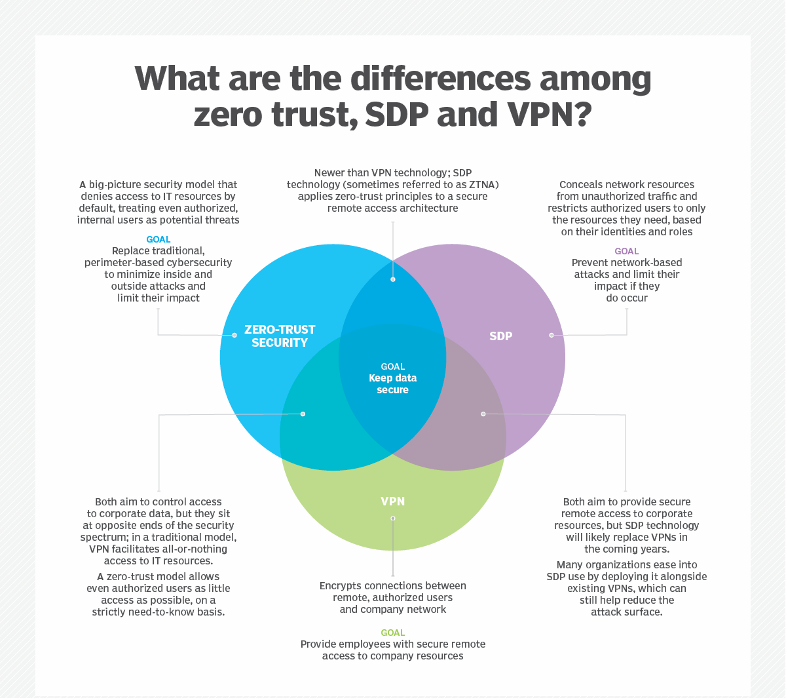 What are the differences among
zero trust, SDP and VPN?
A big-picture security model that
denies access to IT resources by
default, treating even authorized,
internal users as potential threats
GOAL
Replace traditional,
perimeter-based cybersecurity
to minimize inside and
outside attacks and
limit their impact
Newer than VPN technology; SDP
technology (sometimes referred to as ZTNA)
applies zero-trust principles to a secure
remote access architecture
Conceals network resources
from unauthorized traffic and
restricts authorized users to only
the resources they need, based
on their identities and roles
GOAL
Prevent network-based
attacks and limit their
impact if they
do occur
ZERO-TRUST
SECURITY
SDP
GOAL
Keep data
secure
VPN
Both aim to control access
to corporate data, but they sit
at opposite ends of the security
spectrum; in a traditional model,
VPN facilitates all-or-nothing
access to IT resources.
A zero-trust model allows
even authorized users as little
access as possible, on a
strictly need-to-know basis.
Encrypts connections between
remote, authorized users
and company network
GOAL
Provide employees with secure remote
access to company resources
Both aim to provide secure
remote access to corporate
resources, but SDP technology
will likely replace VPNs in
the coming years.
Many organizations ease into
SDP use by deploying it alongside
existing VPNs, which can
still help reduce the
attack surface.